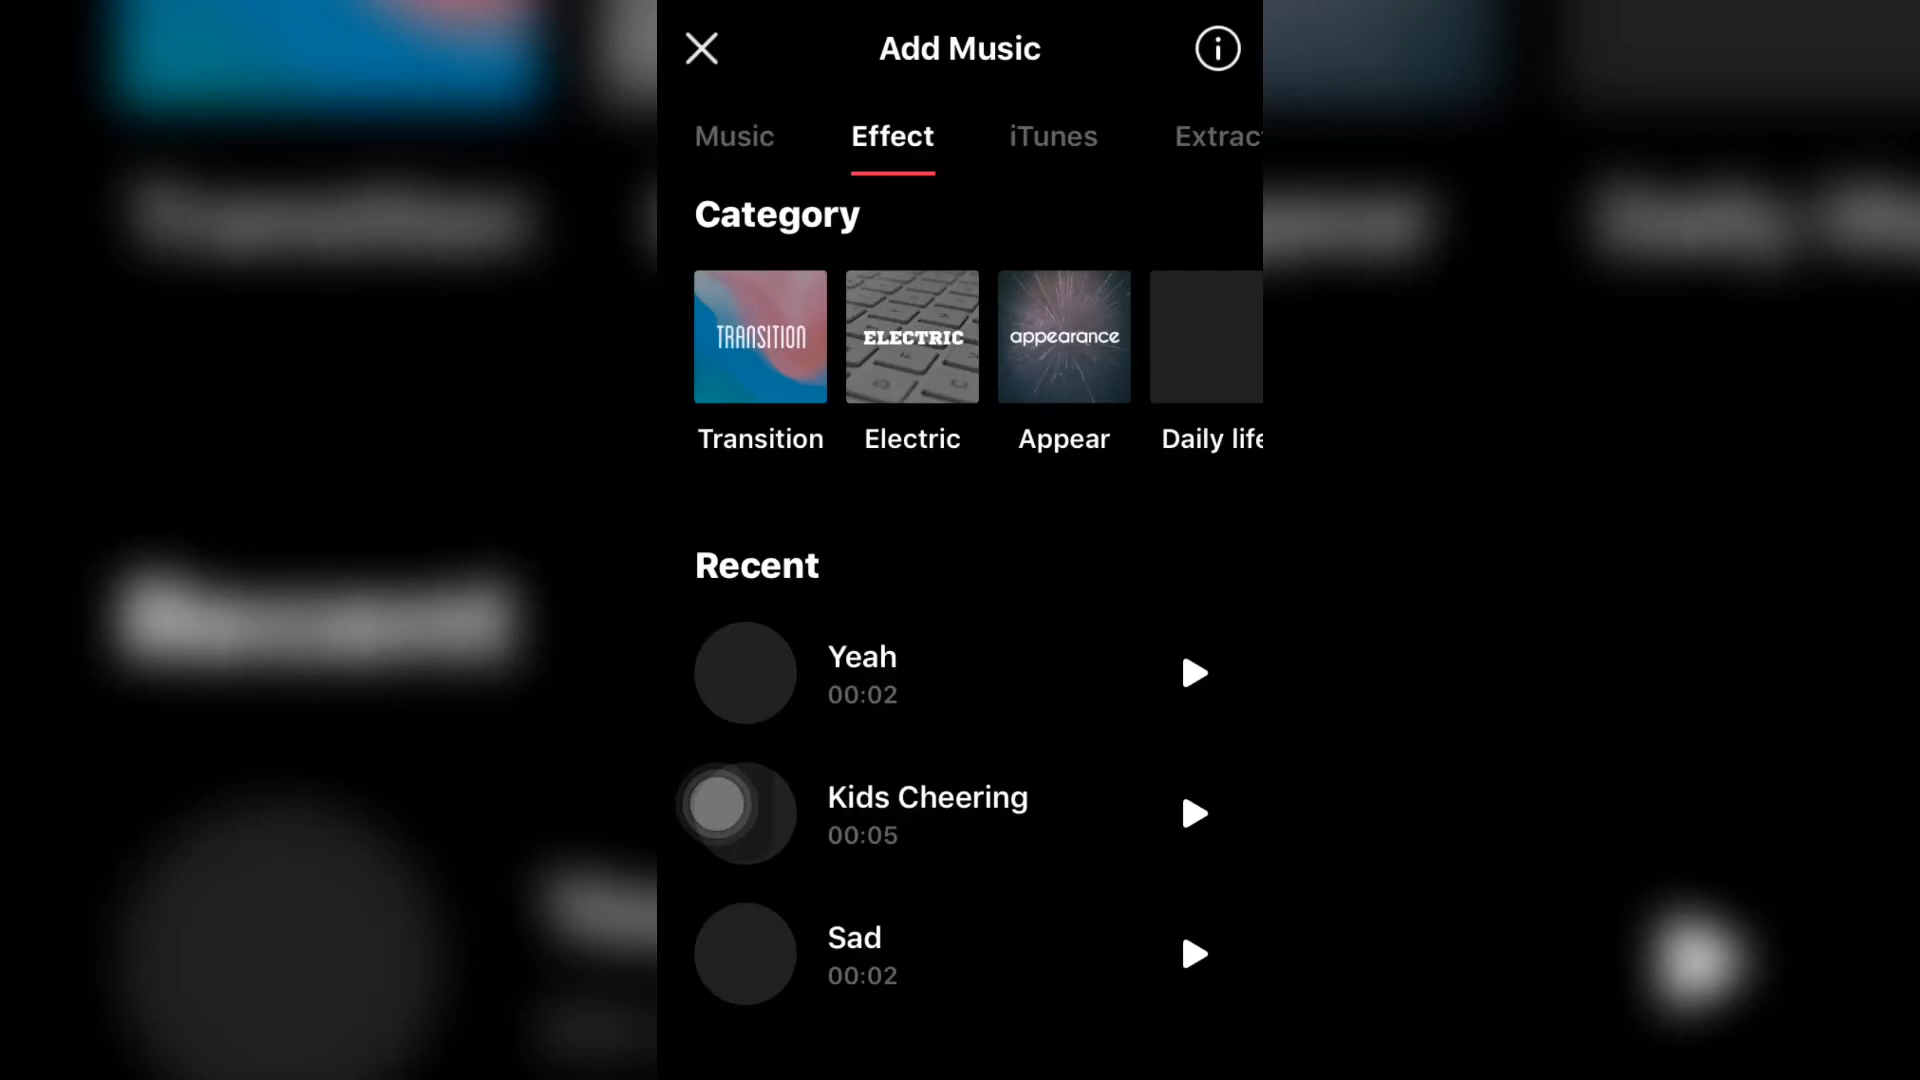 Add Music
Music Effect iTunes Extrac
Category
TRANSITION ELECTRIC appearance
Transition Electric Appear Daily life
Recent
Yeah
00:02
Kids Cheering
00:05
Sad
00:02